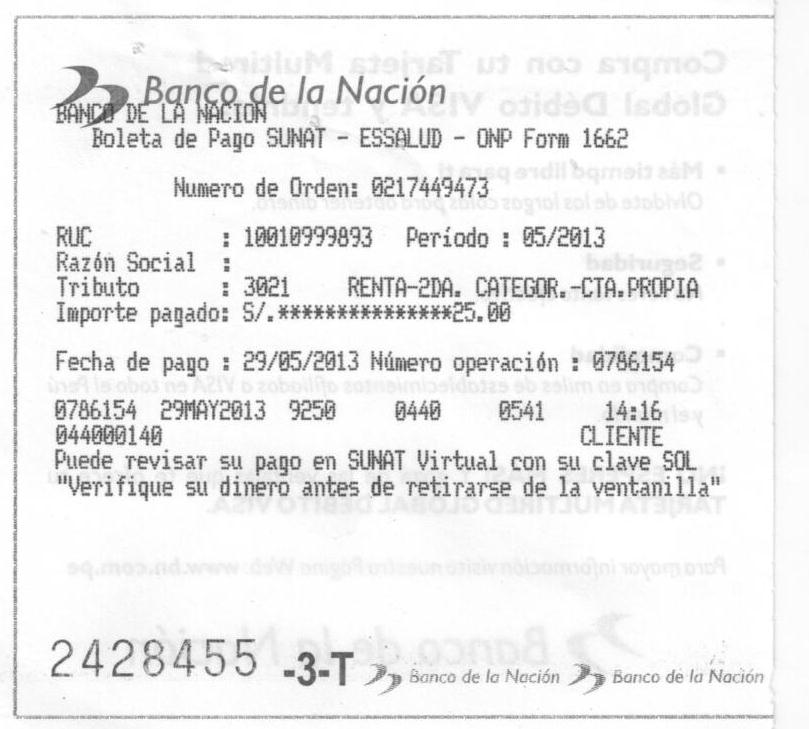 Banco de la Nación
BANCO DE LA NACION
Boleta de Pago SUNAT - ESSALUD - ONP Form 1662
Numero de Orden: 0217449473
RUC : 10010999893 Período : 05/2013
Razón Social :
Tributo : 3021 RENTA-2DA. CATEGOR.-CTA.PROPIA
Importe pagado: S/.****************25.00
Fecha de pago : 29/05/2013 Número operación : 0786154
0786154 29MAY2013 9250 0440 0541 14:16
044000140 CLIENTE
Puede revisar su pago en SUNAT Virtual con su clave SOL
"Verifique su dinero antes de retirarse de la ventanilla"
2428455 -3-T Banco de la Nación Banco de la Nación